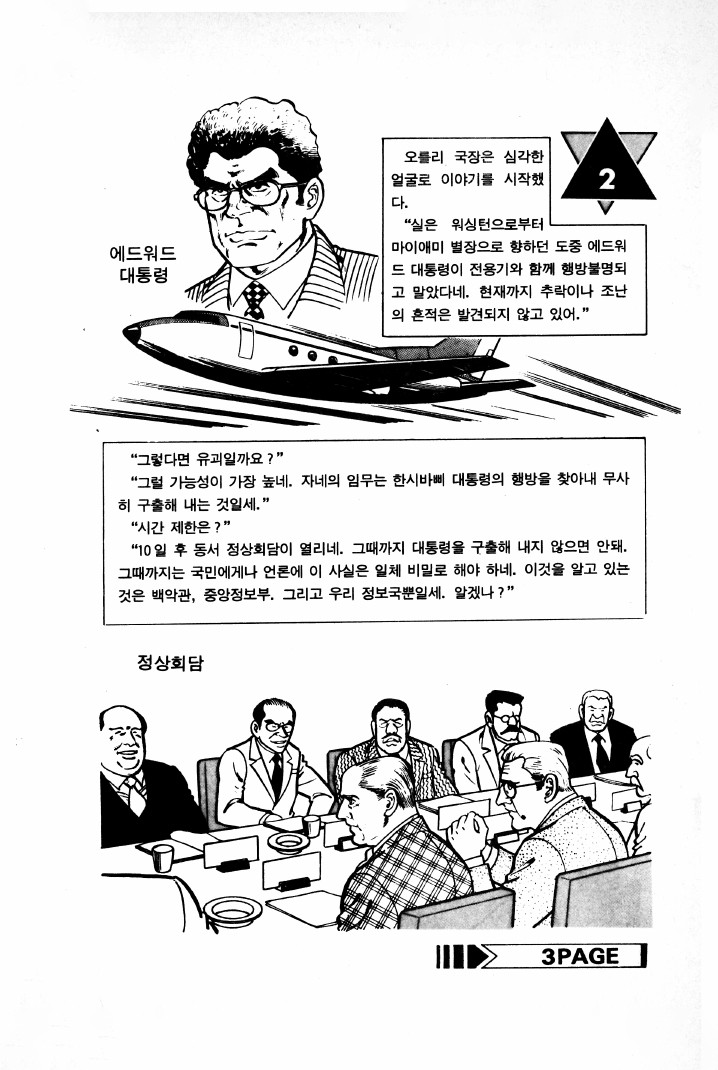 2
오를리 국장은 심각한
얼굴로 이야기를 시작했
다.
“실은 워싱턴으로부터
마이애미 별장으로 향하던 도중 에드워
드 대통령이 전용기와 함께 행방불명되
고 말았다네. 현재까지 추락이나 조난
의 흔적은 발견되지 않고 있어.”
에드워드
대통령
“그렇다면 유괴일까요?”
“그럴 가능성이 가장 높네. 자네의 임무는 한시바삐 대통령의 행방을 찾아내 무사
히 구출해 내는 것일세.”
“시간 제한은?”
“10일 후 동서 정상회담이 열리네. 그때까지 대통령을 구출해 내지 않으면 안돼.
그때까지는 국민에게나 언론에 이 사실은 일체 비밀로 해야 하네. 이것을 알고 있는
것은 백악관, 중앙정보부. 그리고 우리 정보국뿐일세. 알겠나?”
정상회담
3PAGE